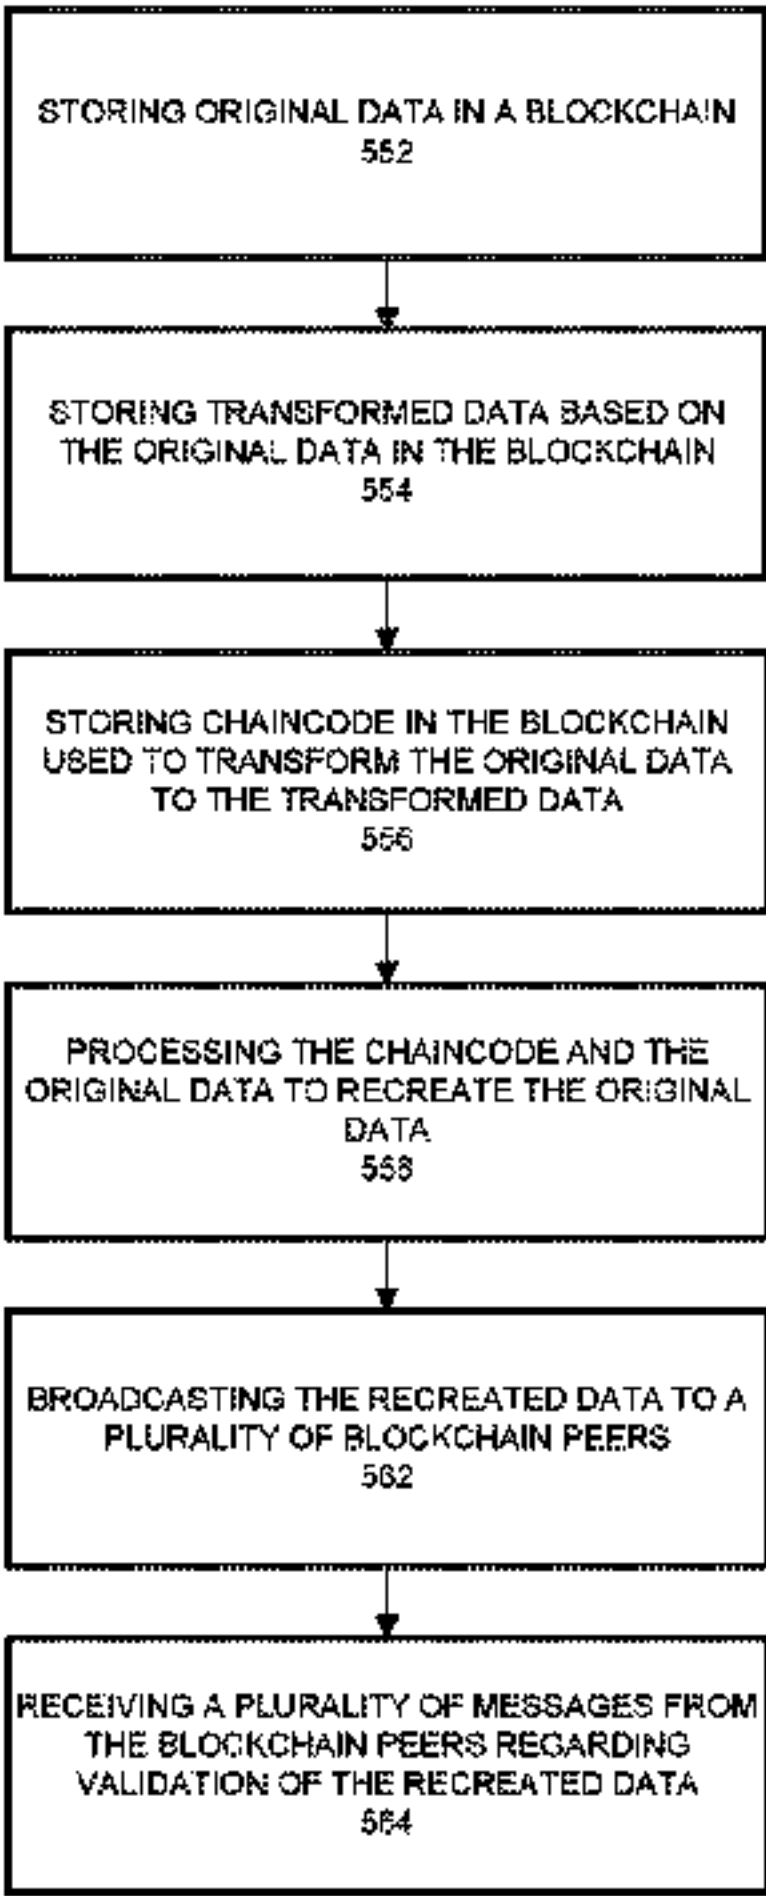 STORING ORIGINAL DATA IN A BLOCKCHAIN
552
STORING TRANSFORMED DATA BASED ON
THE ORIGINAL DATA IN THE BLOCKCHAIN
554
STORING CHAINCODE IN THE BLOCKCHAIN
USED TO TRANSFORM THE ORIGINAL DATA
TO THE TRANSFORMED DATA
556
PROCESSING THE CHAINCODE AND THE
ORIGINAL DATA TO RECREATE THE ORIGINAL
DATA
558
BROADCASTING THE RECREATED DATA TO A
PLURALITY OF BLOCKCHAIN PEERS
562
RECEIVING A PLURALITY OF MESSAGES FROM
THE BLOCKCHAIN PEERS REGARDING
VALIDATION OF THE RECREATED DATA
564